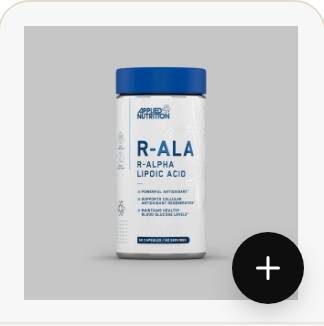 APPLIED
NUTRITION
R-ALA
R-ALPHA
LIPOIC ACID
POWERFUL ANTIOXIDANT
SUPPORTS CELLULAR
ANTIOXIDANT REGENERATION
MAINTAINS HEALTHY
BLOOD GLUCOSE LEVELS